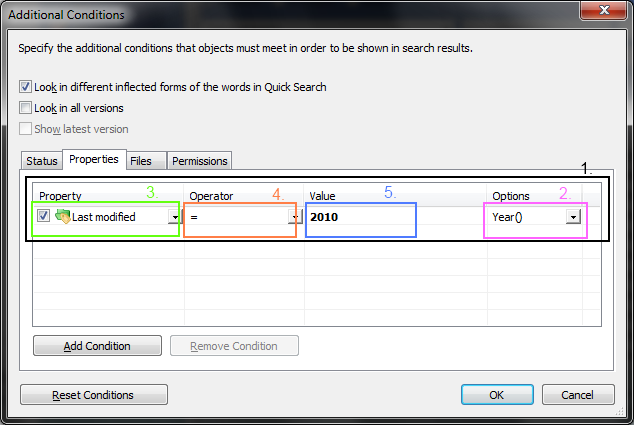 Additional Conditions
Specify the additional conditions that objects must meet in order to be shown in search results.
Look in different inflected forms of the words in Quick Search
Look in all versions
Show latest version
Status Properties Files Permissions
1.
Property 3. Operator 4. Value 5. Options 2.
Last modified = 2010 Year()
Add Condition Remove Condition
Reset Conditions OK Cancel